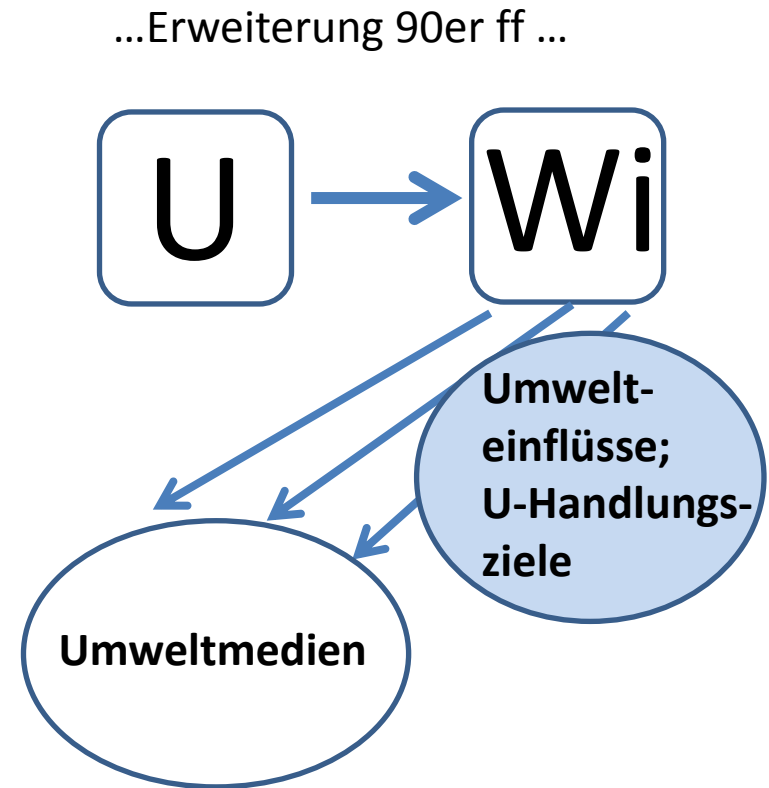 …Erweiterung 90er ff …
U
Wi
Umwelt-
einflüsse;
U-Handlungs-
ziele
Umweltmedien